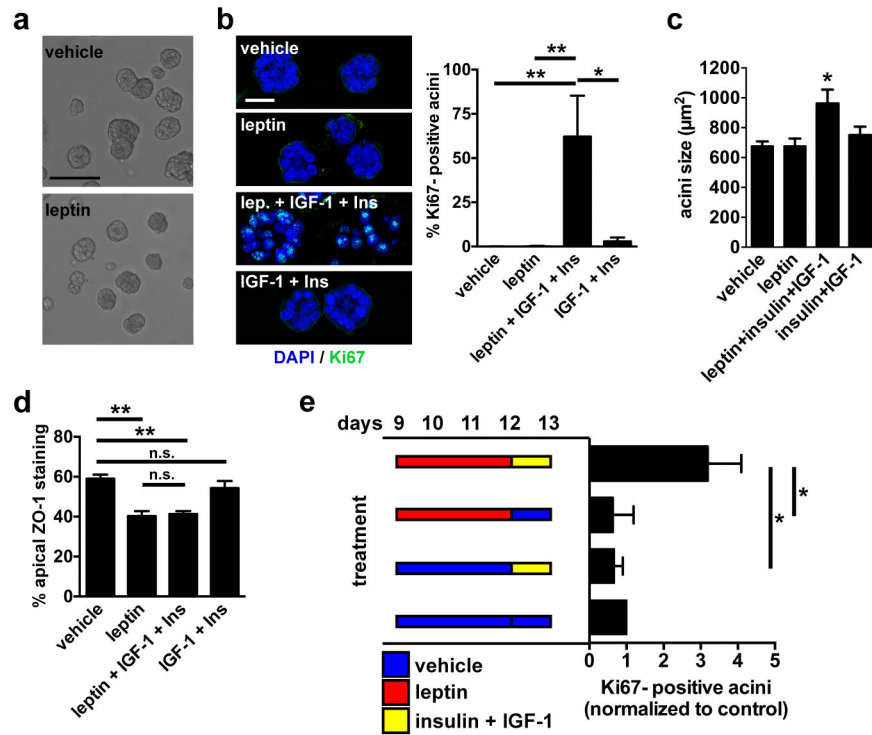 a
vehicle
leptin
b
vehicle
leptin
lep. + IGF-1 + Ins
IGF-1 + Ins
DAPI / Ki67
% Ki67- positive acini
100
75
50
25
0
**
**
*
vehicle
leptin
leptin + IGF-1 + Ins
IGF-1 + Ins
c
acini size (µm²)
1200
1000
800
600
400
200
0
*
vehicle
leptin
leptin+insulin+IGF-1
insulin+IGF-1
d
% apical ZO-1 staining
80
60
40
20
0
**
**
n.s.
n.s.
vehicle
leptin
leptin + IGF-1 + Ins
IGF-1 + Ins
e
days 9 10 11 12 13
treatment
*
*
0 1 2 3 4 5
Ki67- positive acini
(normalized to control)
vehicle
leptin
insulin + IGF-1